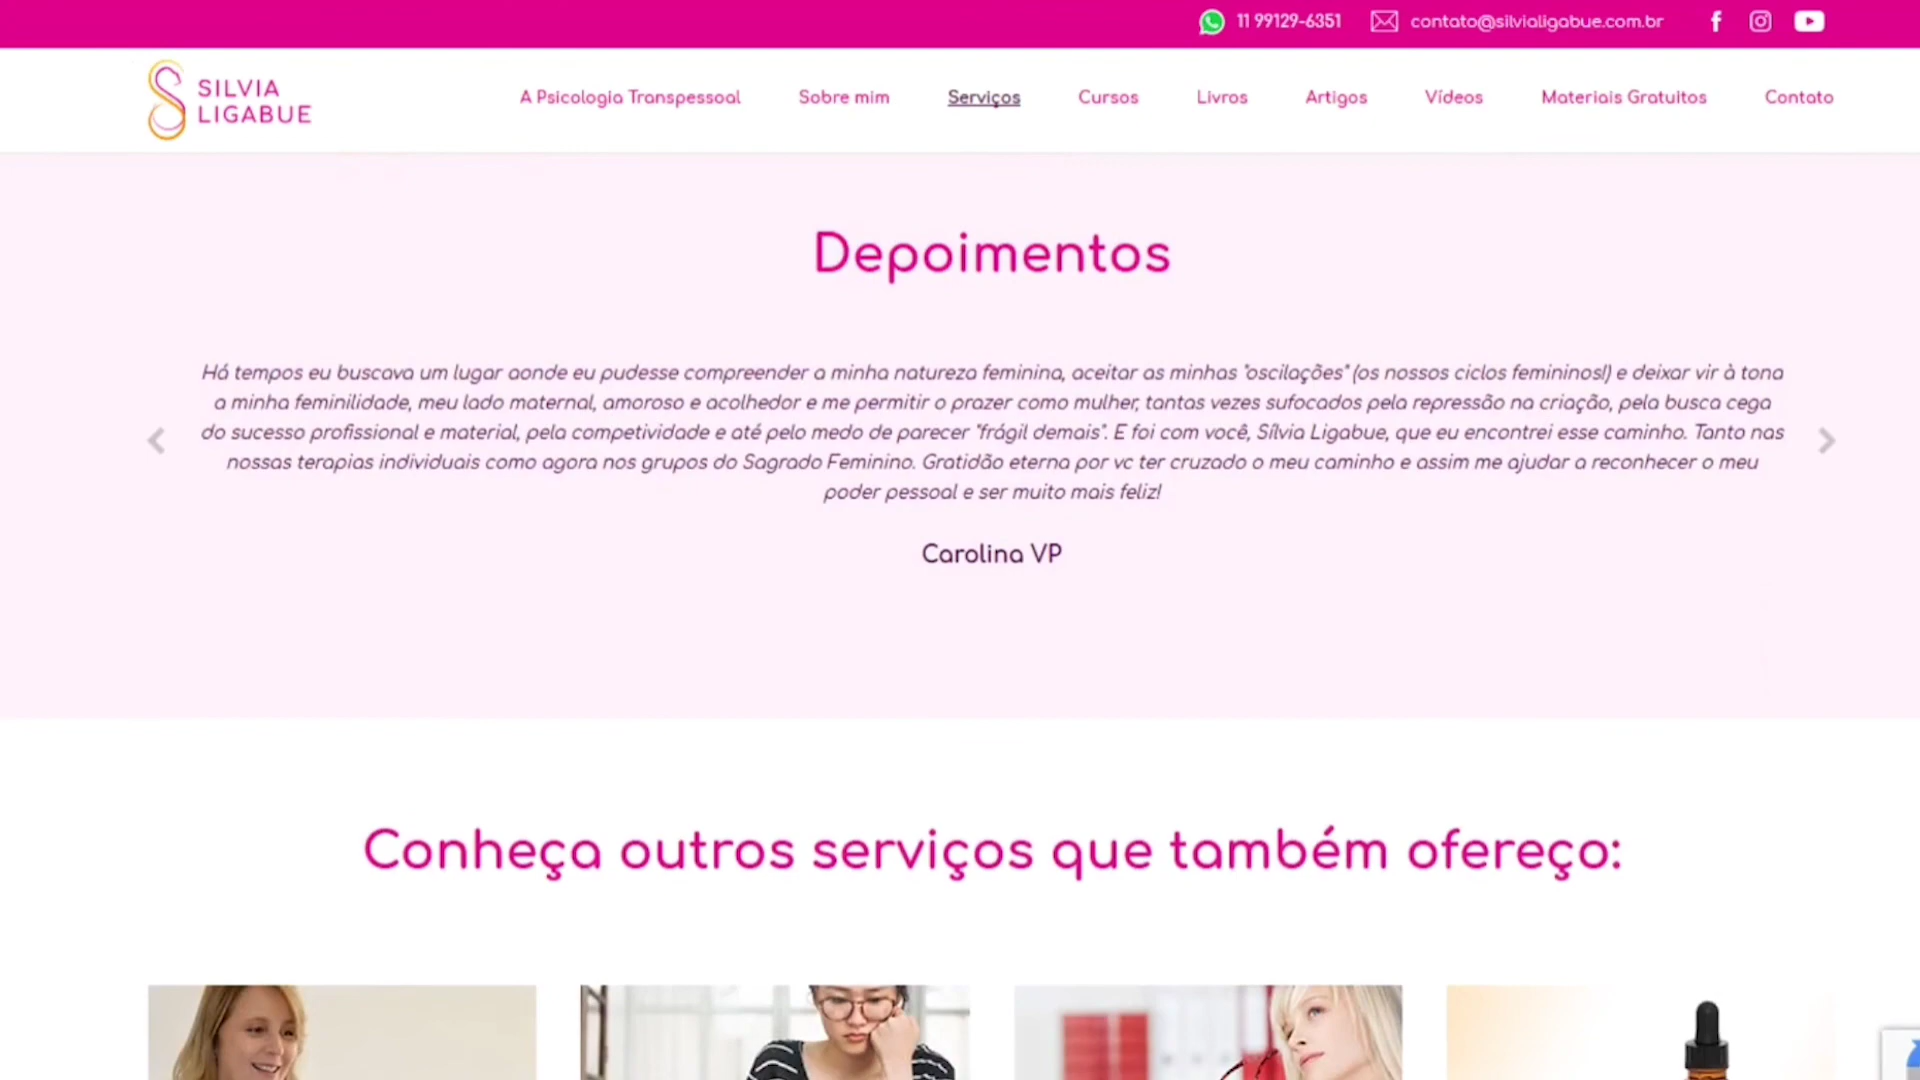 11 99129-6351
contato@silvialigabue.com.br
SILVIA
LIGABUE
A Psicologia Transpessoal
Sobre mim
Serviços
Cursos
Livros
Artigos
Vídeos
Materiais Gratuitos
Contato
Depoimentos
Há tempos eu buscava um lugar aonde eu pudesse compreender a minha natureza feminina, aceitar as minhas "oscilações" (os nossos ciclos femininos!) e deixar vir à tona
a minha feminilidade, meu lado maternal, amoroso e acolhedor e me permitir o prazer como mulher, tantas vezes sufocados pela repressão na criação, pela busca cega
do sucesso profissional e material, pela competividade e até pelo medo de parecer "frágil demais". E foi com você, Sílvia Ligabue, que eu encontrei esse caminho. Tanto nas
nossas terapias individuais como agora nos grupos do Sagrado Feminino. Gratidão eterna por vc ter cruzado o meu caminho e assim me ajudar a reconhecer o meu
poder pessoal e ser muito mais feliz!
Carolina VP
Conheça outros serviços que também ofereço: